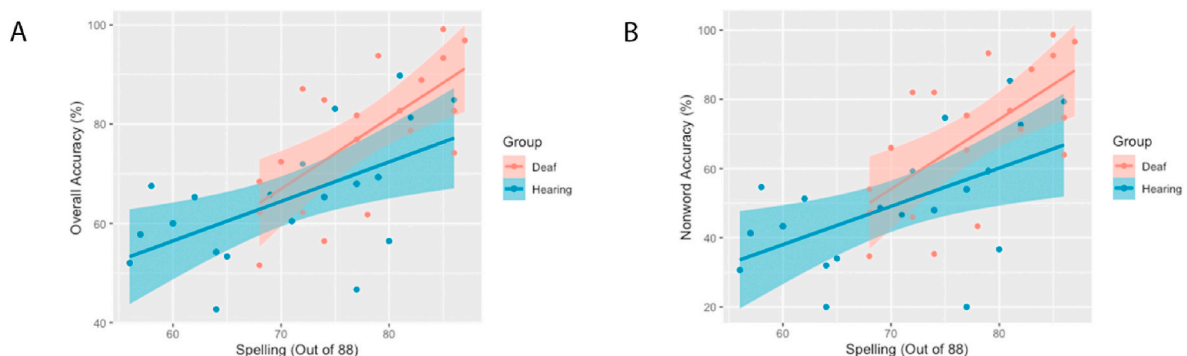 A
100
80
60
40
Overall Accuracy (%)
60
70
80
Spelling (Out of 88)
Group
Deaf
Hearing
B
100
80
60
40
20
Nonword Accuracy (%)
60
70
80
Spelling (Out of 88)
Group
Deaf
Hearing